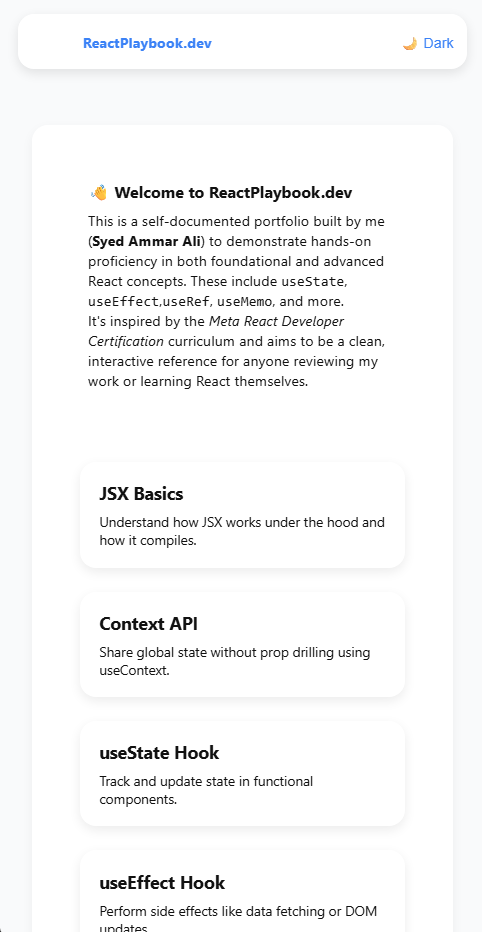 ReactPlaybook.dev
🌙 Dark
👋 Welcome to ReactPlaybook.dev
This is a self-documented portfolio built by me
(Syed Ammar Ali) to demonstrate hands-on
proficiency in both foundational and advanced
React concepts. These include useState,
useEffect,useRef, useMemo, and more.
It's inspired by the Meta React Developer
Certification curriculum and aims to be a clean,
interactive reference for anyone reviewing my
work or learning React themselves.
JSX Basics
Understand how JSX works under the hood and
how it compiles.
Context API
Share global state without prop drilling using
useContext.
useState Hook
Track and update state in functional
components.
useEffect Hook
Perform side effects like data fetching or DOM
updates